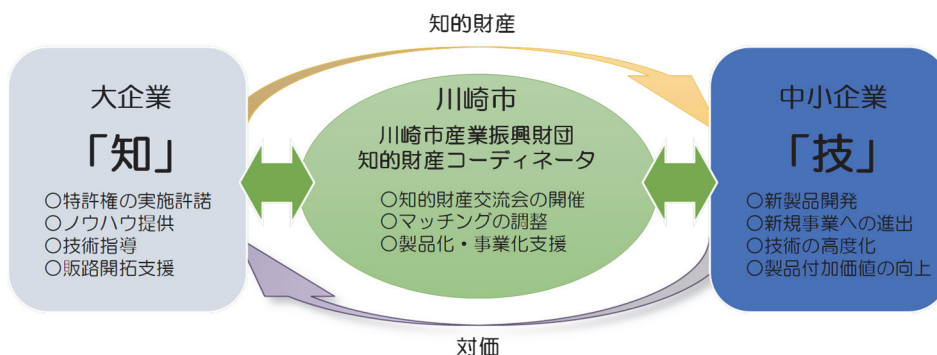 知的財産
大企業
「知」
○特許権の実施許諾
○ノウハウ提供
○技術指導
○販路開拓支援
川崎市
川崎市産業振興財団
知的財産コーディネータ
○知的財産交流会の開催
○マッチングの調整
○製品化・事業化支援
中小企業
「技」
○新製品開発
○新規事業への進出
○技術の高度化
○製品付加価値の向上
対価